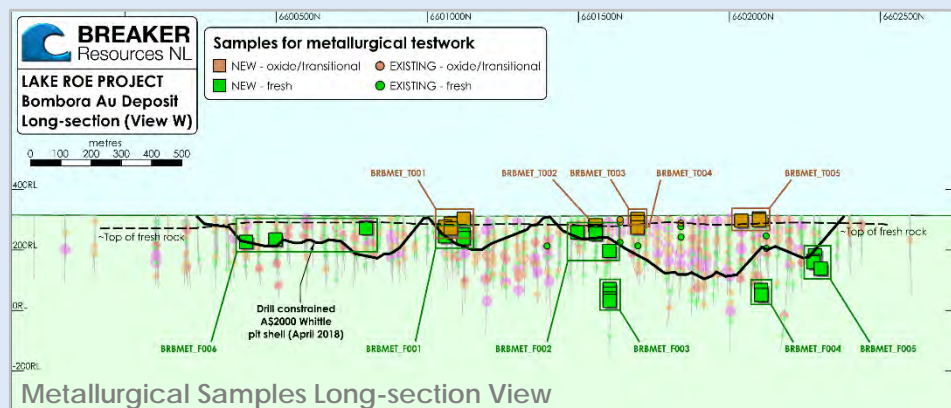 6600500N 6601000N 6601500N 6602000N 6602500N
BREAKER
Resources NL
LAKE ROE PROJECT
Bombora Au Deposit
Long-section (View W)
metres
0 100 200 300 400 500
Samples for metallurgical testwork
NEW - oxide/transitional EXISTING - oxide/transitional
NEW - fresh EXISTING - fresh
BRBMET_T001 BRBMET_T002 BRBMET_T003 BRBMET_T004 BRBMET_T005
400RL
~Top of fresh rock ~Top of fresh rock
200RL
0RL
Drill constrained
A$2000 Whittle
pit shell (April 2018)
BRBMET_F006 BRBMET_F001 BRBMET_F002 BRBMET_F003 BRBMET_F004 BRBMET_F005
-200RL
Metallurgical Samples Long-section View